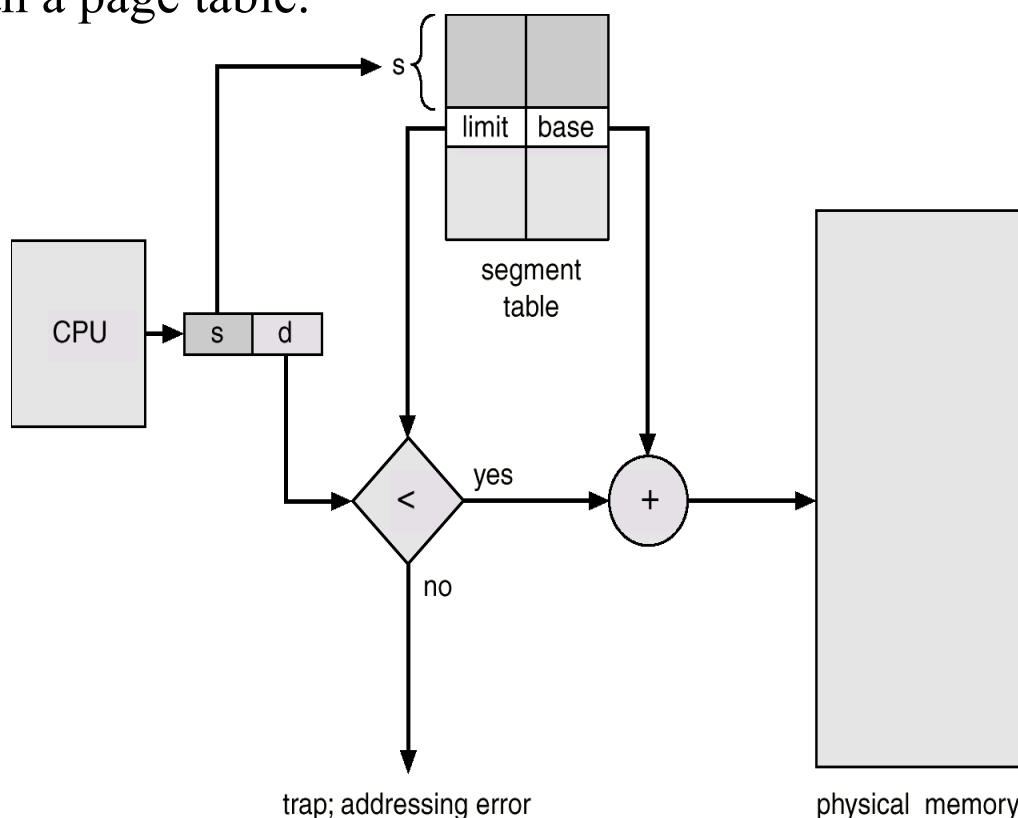 a page table.
s
limit base
segment
table
CPU
s d
<
yes
+
no
trap; addressing error
physical memory